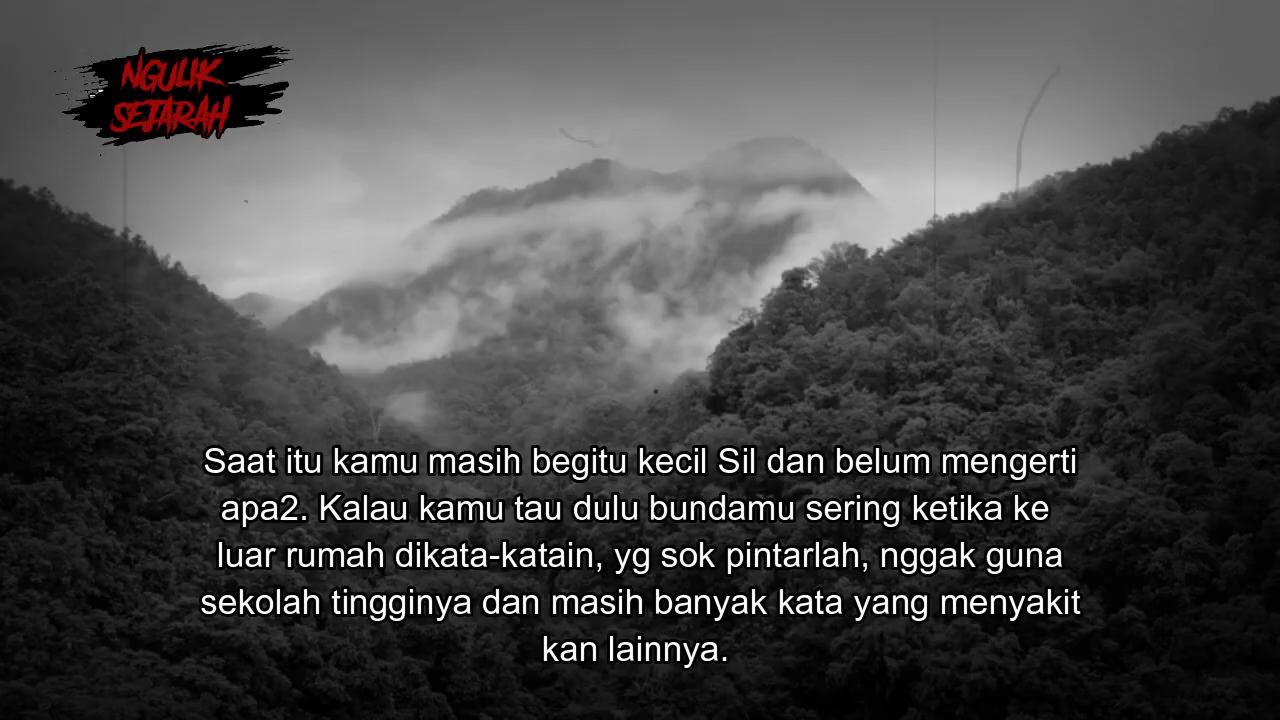 NGULIK
SEJARAH
Saat itu kamu masih begitu kecil Sil dan belum mengerti
apa2. Kalau kamu tau dulu bundamu sering ketika ke
luar rumah dikata-katain, yg sok pintarlah, nggak guna
sekolah tingginya dan masih banyak kata yang menyakit
kan lainnya.